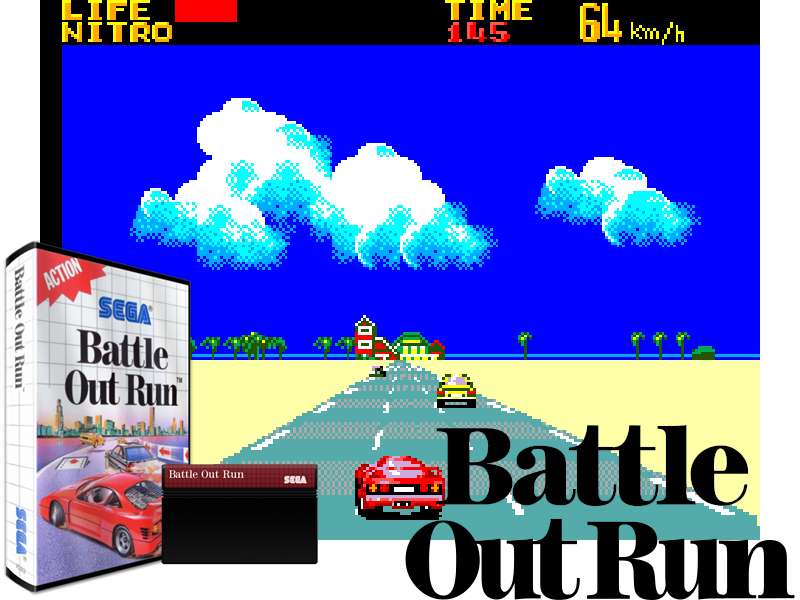 LIFE
NITRO
TIME
145
64 km/h
ACTION
SEGA®
Battle
Out Run™
Battle Out Run
SEGA
Battle Out Run
SEGA
Battle
Out Run